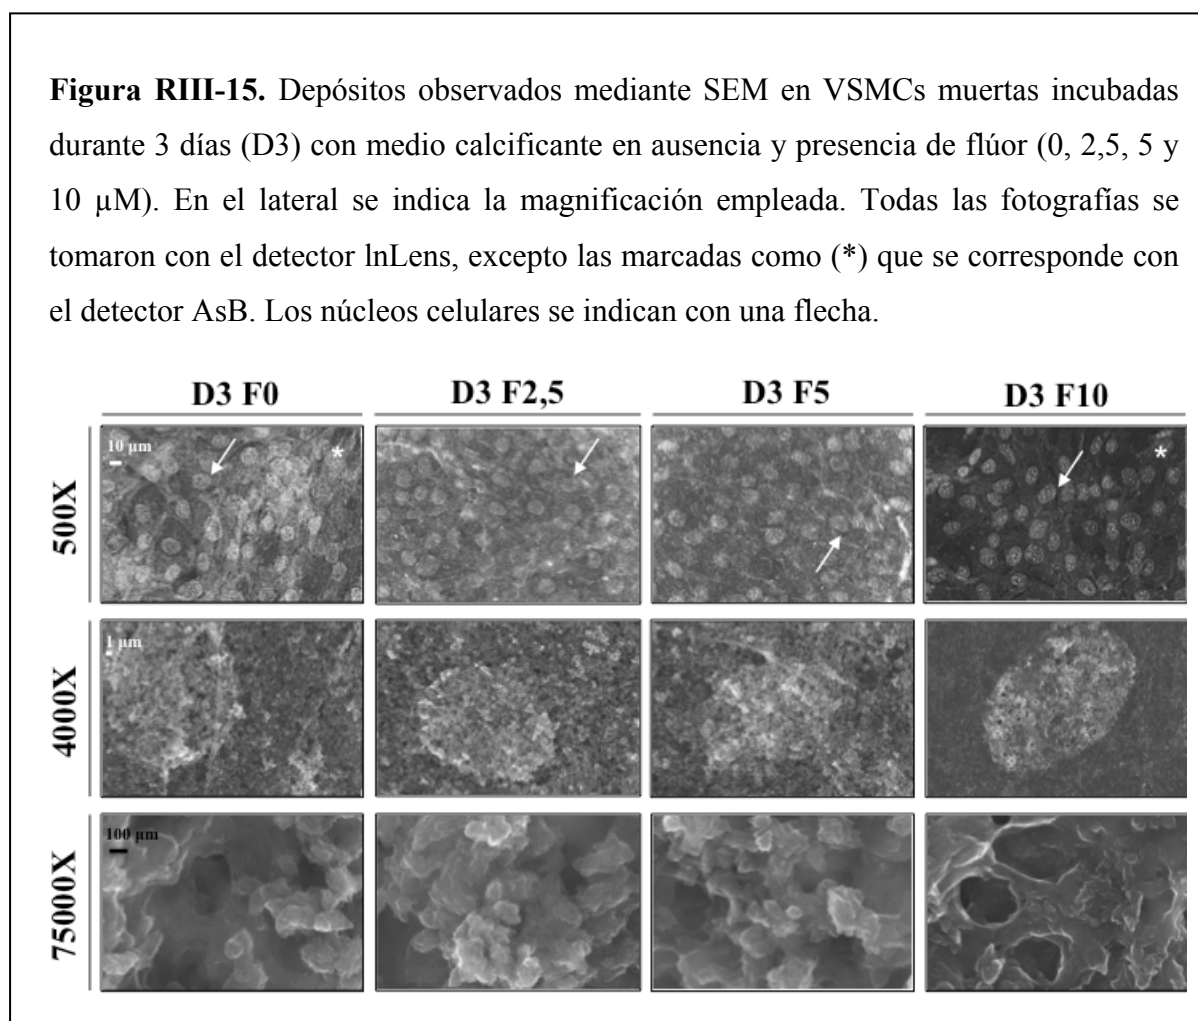 Figura RIII-15. Depósitos observados mediante SEM en VSMCs muertas incubadas
durante 3 días (D3) con medio calcificante en ausencia y presencia de flúor (0, 2,5, 5 y
10 µM). En el lateral se indica la magnificación empleada. Todas las fotografías se
tomaron con el detector lnLens, excepto las marcadas como (*) que se corresponde con
el detector AsB. Los núcleos celulares se indican con una flecha.
D3 F0 D3 F2,5 D3 F5 D3 F10
500X
10 µm
*
*
4000X
1 µm
75000X
100 µm